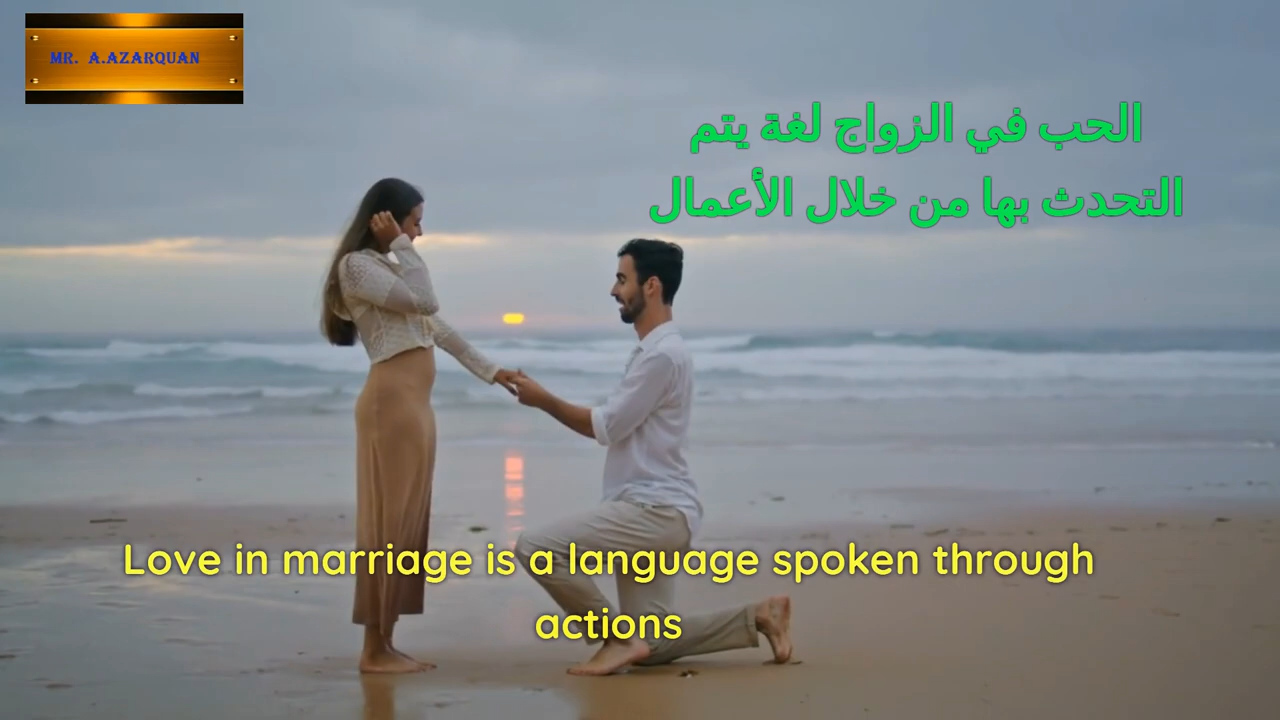 MR. A.AZARQUAN
الحب في الزواج لغة يتم
التحدث بها من خلال الأعمال
Love in marriage is a language spoken through
actions